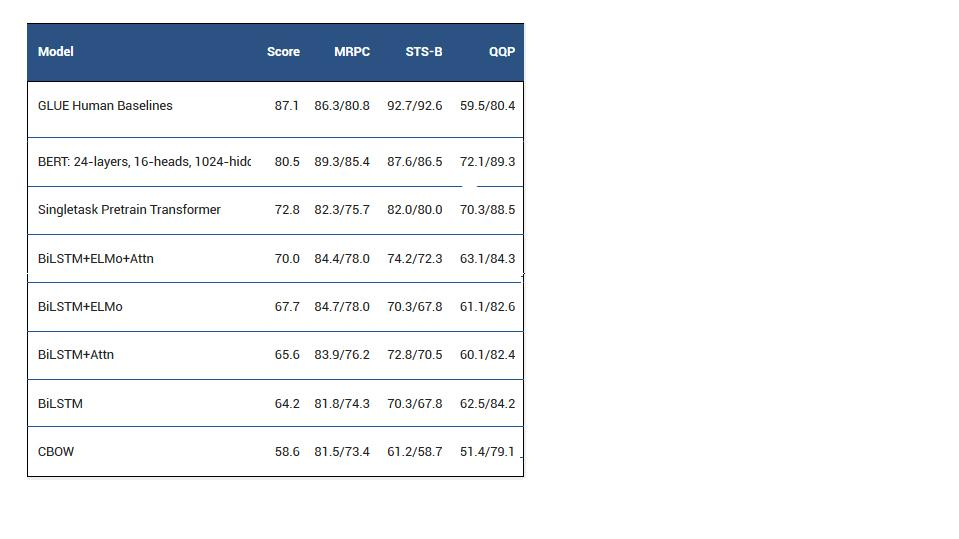 Model Score MRPC STS-B QQP
GLUE Human Baselines 87.1 86.3/80.8 92.7/92.6 59.5/80.4
BERT: 24-layers, 16-heads, 1024-hidc 80.5 89.3/85.4 87.6/86.5 72.1/89.3
Singletask Pretrain Transformer 72.8 82.3/75.7 82.0/80.0 70.3/88.5
BiLSTM+ELMo+Attn 70.0 84.4/78.0 74.2/72.3 63.1/84.3
BiLSTM+ELMo 67.7 84.7/78.0 70.3/67.8 61.1/82.6
BiLSTM+Attn 65.6 83.9/76.2 72.8/70.5 60.1/82.4
BiLSTM 64.2 81.8/74.3 70.3/67.8 62.5/84.2
CBOW 58.6 81.5/73.4 61.2/58.7 51.4/79.1